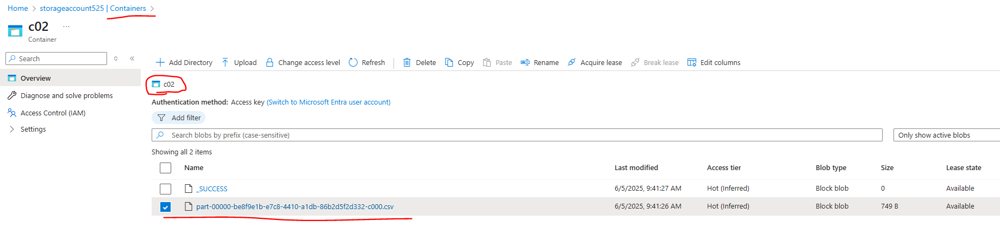 Home > storageaccount525 | Containers >
c02 ...
Container
Search
Overview
Diagnose and solve problems
Access Control (IAM)
Settings
Add Directory Upload Change access level Refresh Delete Copy Paste Rename Acquire lease Break lease Edit columns
c02
Authentication method: Access key (Switch to Microsoft Entra user account)
Add filter
Search blobs by prefix (case-sensitive) Only show active blobs
Showing all 2 items
Name Last modified Access tier Blob type Size Lease state
_SUCCESS 6/5/2025, 9:41:27 AM Hot (Inferred) Block blob 0 Available
part-00000-be8f9e1b-e7c8-4410-a1db-86b2d5f2d332-c000.csv 6/5/2025, 9:41:26 AM Hot (Inferred) Block blob 749 B Available